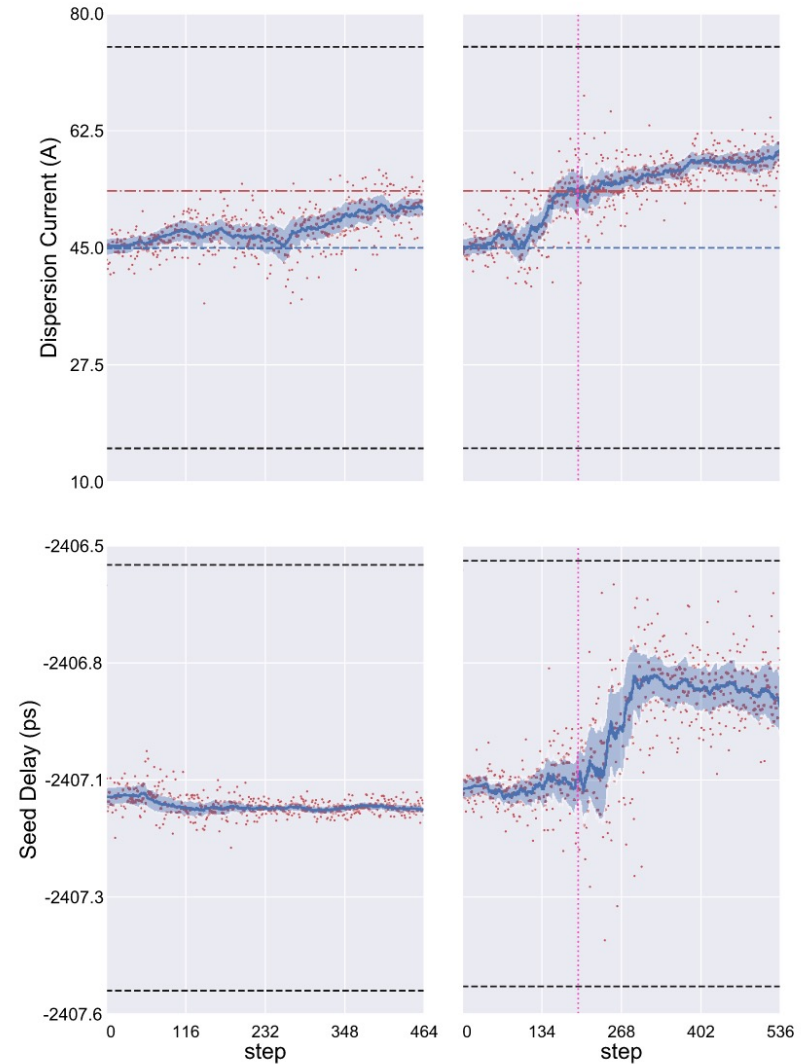 80.0
62.5
45.0
27.5
10.0
Dispersion Current (A)
-2406.5
-2406.8
-2407.1
-2407.3
-2407.6
Seed Delay (ps)
0 116 232 348 464
step
0 134 268 402 536
step